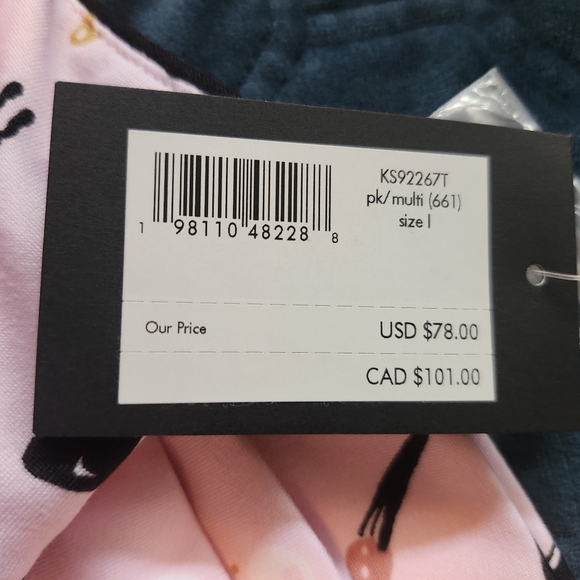 KS92267T
pk/multi (661)
size l
1 98110 48228 8
Our Price USD $78.00
CAD $101.00